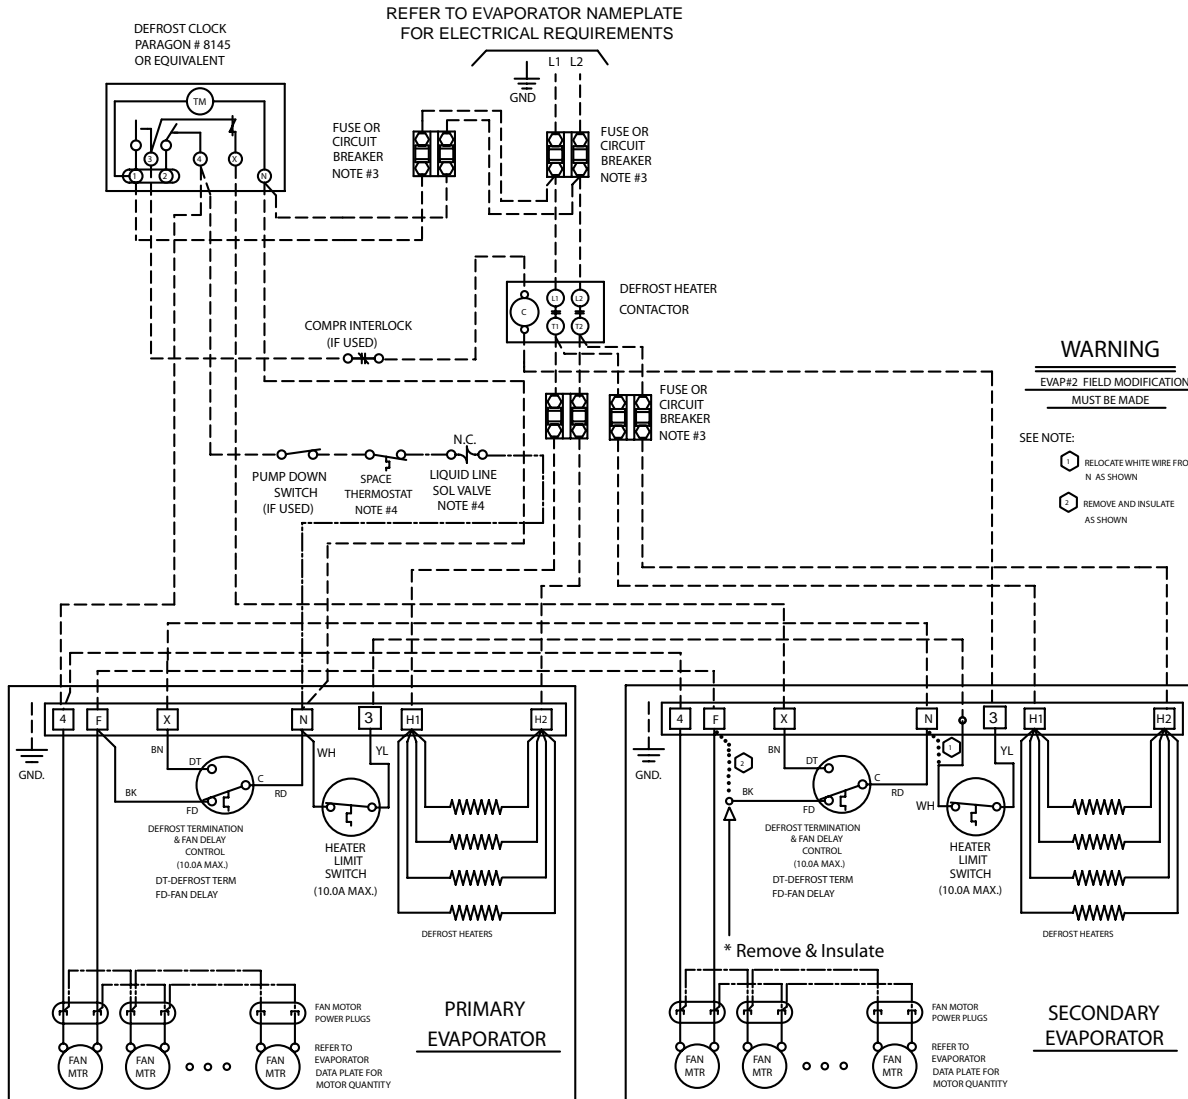 REFER TO EVAPORATOR NAMEPLATE
FOR ELECTRICAL REQUIREMENTS
DEFROST CLOCK
PARAGON # 8145
OR EQUIVALENT
L1 L2
GND
TM
3
4
X
1
2
N
FUSE OR
CIRCUIT
BREAKER
NOTE #3
FUSE OR
CIRCUIT
BREAKER
NOTE #3
DEFROST HEATER
CONTACTOR
L1
L2
C
T1
T2
COMPR INTERLOCK
(IF USED)
WARNING
EVAP#2 FIELD MODIFICATION
MUST BE MADE
SEE NOTE:
1 RELOCATE WHITE WIRE FRO
N AS SHOWN
2 REMOVE AND INSULATE
AS SHOWN
FUSE OR
CIRCUIT
BREAKER
NOTE #3
N.C.
PUMP DOWN
SWITCH
(IF USED)
SPACE
THERMOSTAT
NOTE #4
LIQUID LINE
SOL VALVE
NOTE #4
4
F
X
N
3
H1
H2
GND.
BN
DT
C
RD
BK
FD
WH
YL
DEFROST TERMINATION
& FAN DELAY
CONTROL
(10.0A MAX.)
DT-DEFROST TERM
FD-FAN DELAY
HEATER
LIMIT
SWITCH
(10.0A MAX.)
DEFROST HEATERS
FAN MOTOR
POWER PLUGS
FAN
MTR
FAN
MTR
FAN
MTR
REFER TO
EVAPORATOR
DATA PLATE FOR
MOTOR QUANTITY
PRIMARY
EVAPORATOR
4
F
X
N
3
H1
H2
GND.
2
BN
DT
C
RD
BK
FD
1
WH
YL
DEFROST TERMINATION
& FAN DELAY
CONTROL
(10.0A MAX.)
DT-DEFROST TERM
FD-FAN DELAY
HEATER
LIMIT
SWITCH
(10.0A MAX.)
DEFROST HEATERS
* Remove & Insulate
FAN MOTOR
POWER PLUGS
FAN
MTR
FAN
MTR
FAN
MTR
REFER TO
EVAPORATOR
DATA PLATE FOR
MOTOR QUANTITY
SECONDARY
EVAPORATOR